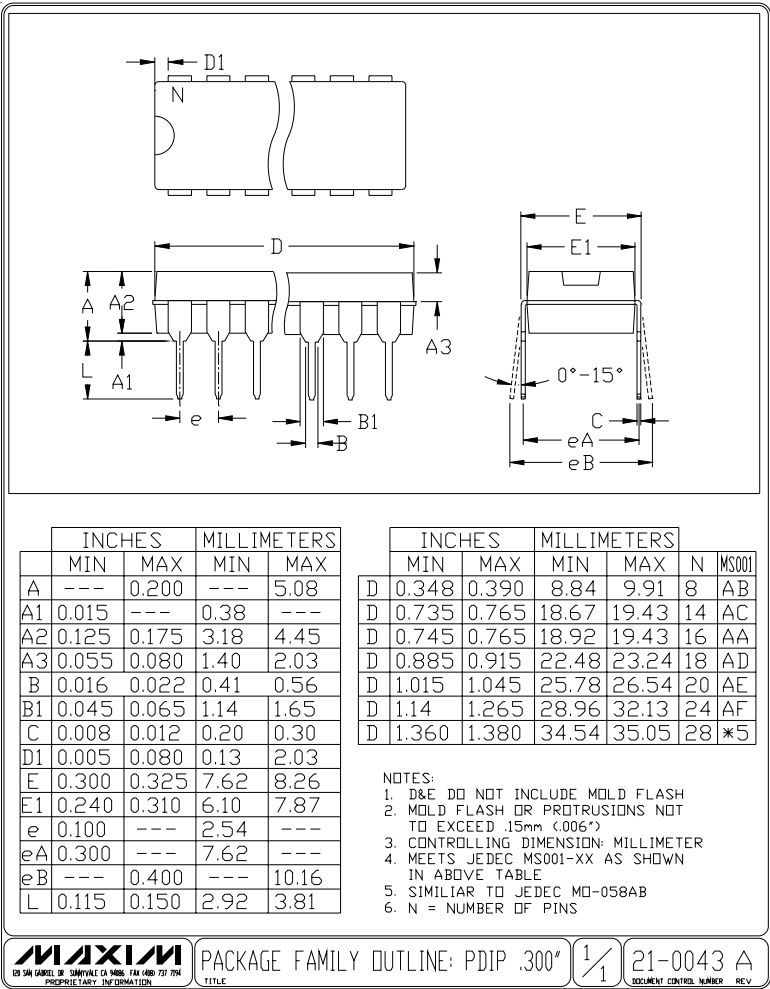 D1
N
E
E1
D
A
A2
A1
L
A3
0°-15°
e
B1
B
C
eA
eB
INCHES MILLIMETERS
MIN MAX MIN MAX
A --- 0.200 --- 5.08
A1 0.015 --- 0.38 ---
A2 0.125 0.175 3.18 4.45
A3 0.055 0.080 1.40 2.03
B 0.016 0.022 0.41 0.56
B1 0.045 0.065 1.14 1.65
C 0.008 0.012 0.20 0.30
D1 0.005 0.080 0.13 2.03
E 0.300 0.325 7.62 8.26
E1 0.240 0.310 6.10 7.87
e 0.100 --- 2.54 ---
eA 0.300 --- 7.62 ---
eB --- 0.400 --- 10.16
L 0.115 0.150 2.92 3.81
INCHES MILLIMETERS
MIN MAX MIN MAX N MS001
D 0.348 0.390 8.84 9.91 8 AB
D 0.735 0.765 18.67 19.43 14 AC
D 0.745 0.765 18.92 19.43 16 AA
D 0.885 0.915 22.48 23.24 18 AD
D 1.015 1.045 25.78 26.54 20 AE
D 1.14 1.265 28.96 32.13 24 AF
D 1.360 1.380 34.54 35.05 28 *5
NOTES:
1. D&E DO NOT INCLUDE MOLD FLASH
2. MOLD FLASH OR PROTRUSIONS NOT
TO EXCEED .15mm (.006")
3. CONTROLLING DIMENSION: MILLIMETER
4. MEETS JEDEC MS001-XX AS SHOWN
IN ABOVE TABLE
5. SIMILIAR TO JEDEC MO-058AB
6. N = NUMBER OF PINS
MAXIM
120 SAN GABRIEL DR SUNNYVALE CA 94086 FAX (408) 737 7194
PROPRIETARY INFORMATION
PACKAGE FAMILY OUTLINE: PDIP .300"
TITLE
1/1
21-0043 A
DOCUMENT CONTROL NUMBER REV